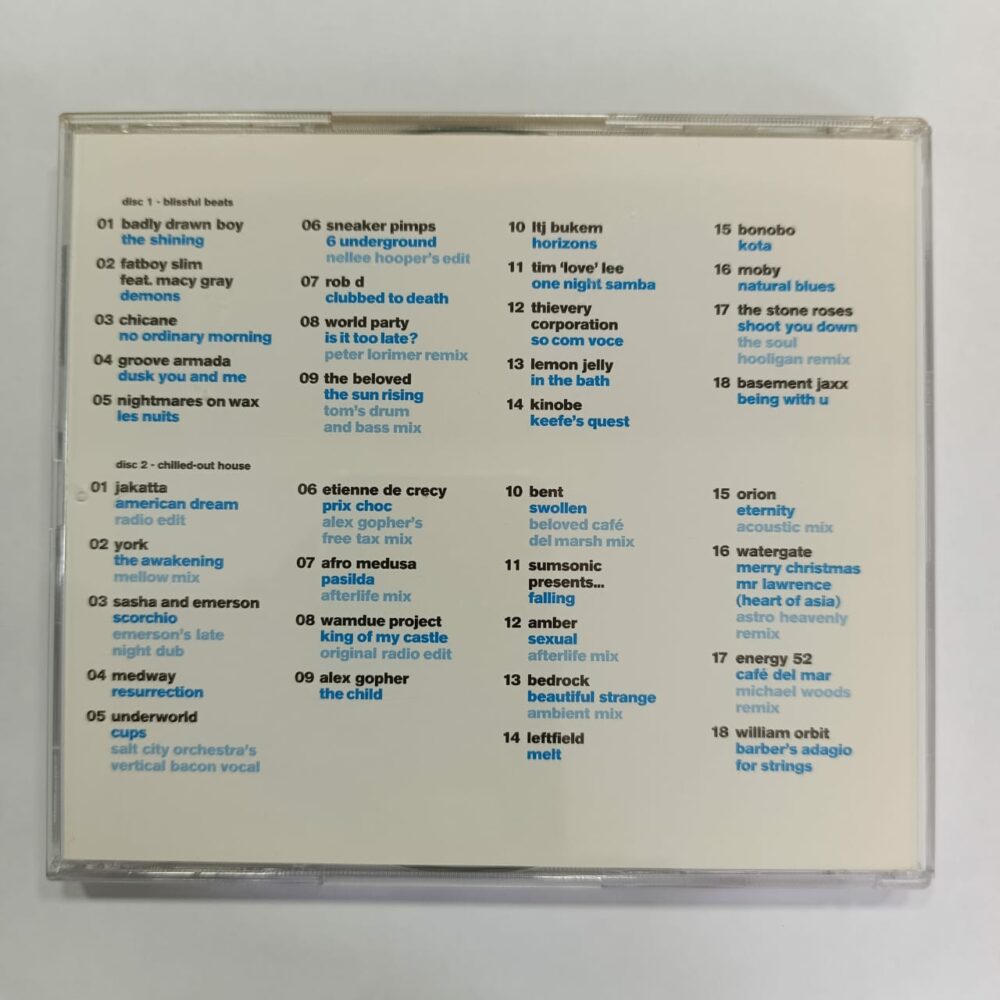 disc 1 - blissful beats
01 badly drawn boy
the shining
02 fatboy slim
feat. macy gray
demons
03 chicane
no ordinary morning
04 groove armada
dusk you and me
05 nightmares on wax
les nuits
06 sneaker pimps
6 underground
nellee hooper's edit
07 rob d
clubbed to death
08 world party
is it too late?
peter lorimer remix
09 the beloved
the sun rising
tom's drum
and bass mix
10 ltj bukem
horizons
11 tim 'love' lee
one night samba
12 thievery
corporation
so com voce
13 lemon jelly
in the bath
14 kinobe
keefe's quest
15 bonobo
kota
16 moby
natural blues
17 the stone roses
shoot you down
the soul
hooligan remix
18 basement jaxx
being with u
disc 2 - chilled-out house
01 jakatta
american dream
radio edit
02 york
the awakening
mellow mix
03 sasha and emerson
scorchio
emerson's late
night dub
04 medway
resurrection
05 underworld
cups
salt city orchestra's
vertical bacon vocal
06 etienne de crecy
prix choc
alex gopher's
free tax mix
07 afro medusa
pasilda
afterlife mix
08 wamdue project
king of my castle
original radio edit
09 alex gopher
the child
10 bent
swollen
beloved café
del marsh mix
11 sumsonic
presents...
falling
12 amber
sexual
afterlife mix
13 bedrock
beautiful strange
ambient mix
14 leftfield
melt
15 orion
eternity
acoustic mix
16 watergate
merry christmas
mr lawrence
(heart of asia)
astro heavenly
remix
17 energy 52
café del mar
michael woods
remix
18 william orbit
barber's adagio
for strings